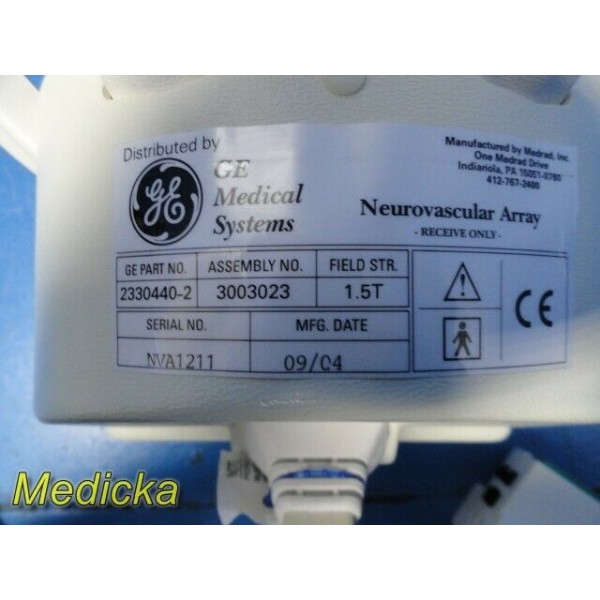 Distributed by
GE
Medical
Systems
GE
Manufactured by Medrad, Inc.
One Medrad Drive
Indianola, PA 15051-0780
412-767-2400
Neurovascular Array
- RECEIVE ONLY -
GE PART NO. ASSEMBLY NO. FIELD STR.
2330440-2 3003023 1.5T
SERIAL NO. MFG. DATE
NVA1211 09/04
CE
Medicka